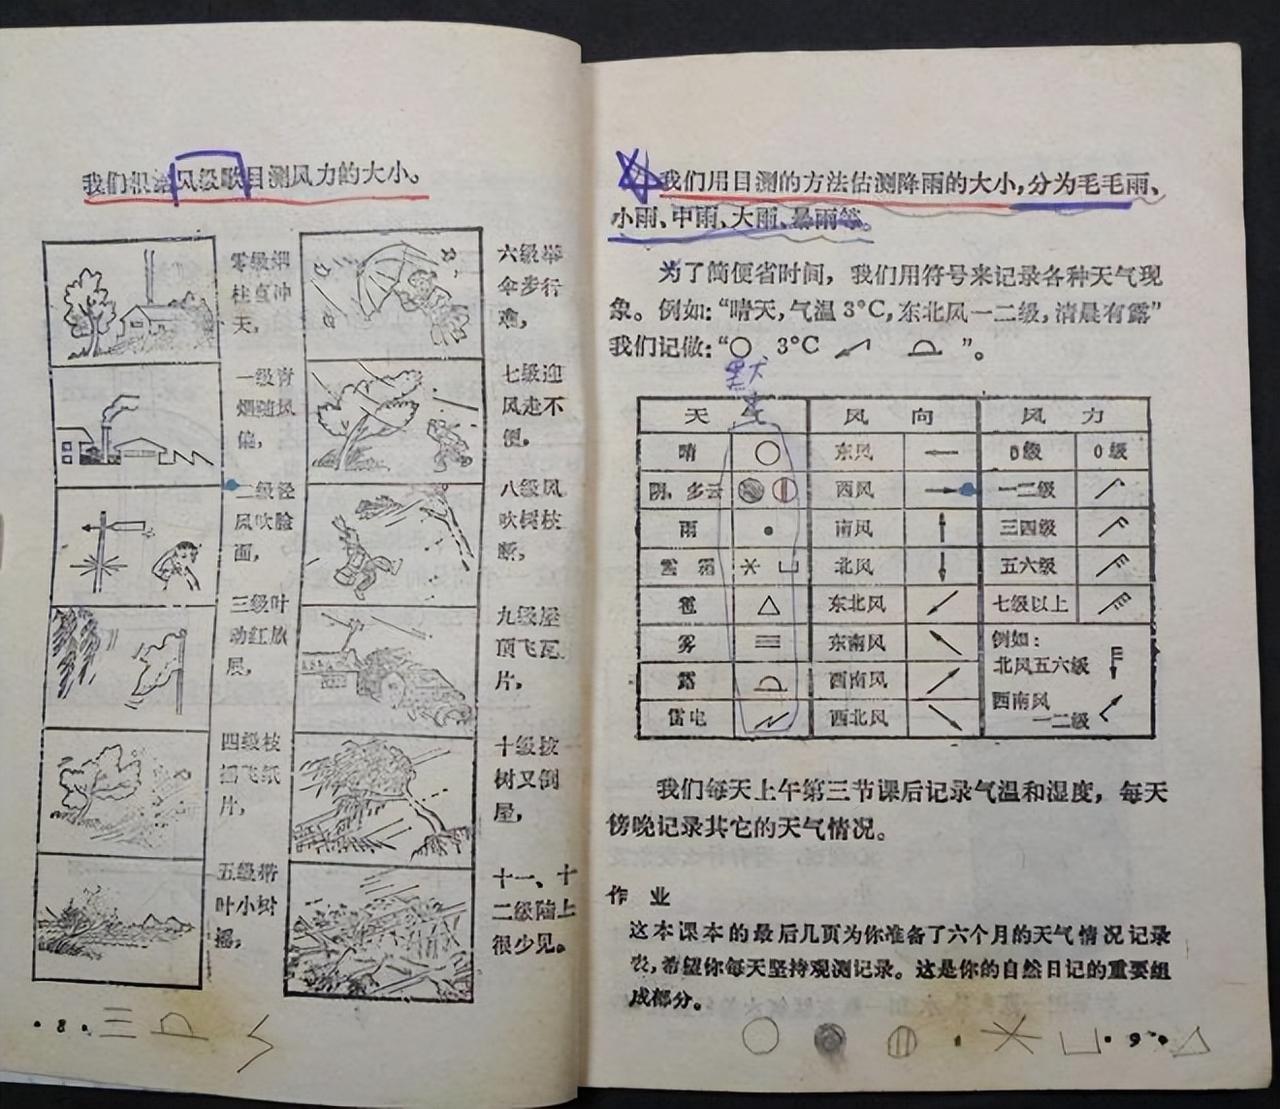 我们根据风级歌目测风力的大小。
零级烟
柱直冲
天，
一级青
烟随风
偏，
二级轻
风吹脸
面，
三级叶
动红旗
展，
四级枝
摇飞纸
片，
五级带
叶小树
摇，
六级举
伞步行
难，
七级迎
风走不
便，
八级风
吹树枝
断，
九级屋
顶飞瓦
片，
十级拔
树又倒
屋，
十一、十
二级陆上
很少见。
·8·
我们用目测的方法估测降雨的大小，分为毛毛雨、
小雨、中雨、大雨、暴雨等。
为了简便省时间，我们用符号来记录各种天气现
象。例如：“晴天，气温3°C，东北风一二级，清晨有露”
我们记做：“○ 3°C ”。
默
天 气 风 向 风 力
晴 东风 0级 0级
阴，多云 西风 一二级
雨 南风 三四级
雪 霜 北风 五六级
雹 东北风 七级以上
雾 东南风 例如：
北风五六级
露 西南风 西南风
雷电 西北风 一二级
我们每天上午第三节课后记录气温和湿度，每天
傍晚记录其它的天气情况。
作 业
这本课本的最后几页为你准备了六个月的天气情况记录
表，希望你每天坚持观测记录。这是你的自然日记的重要组
成部分。
·9·